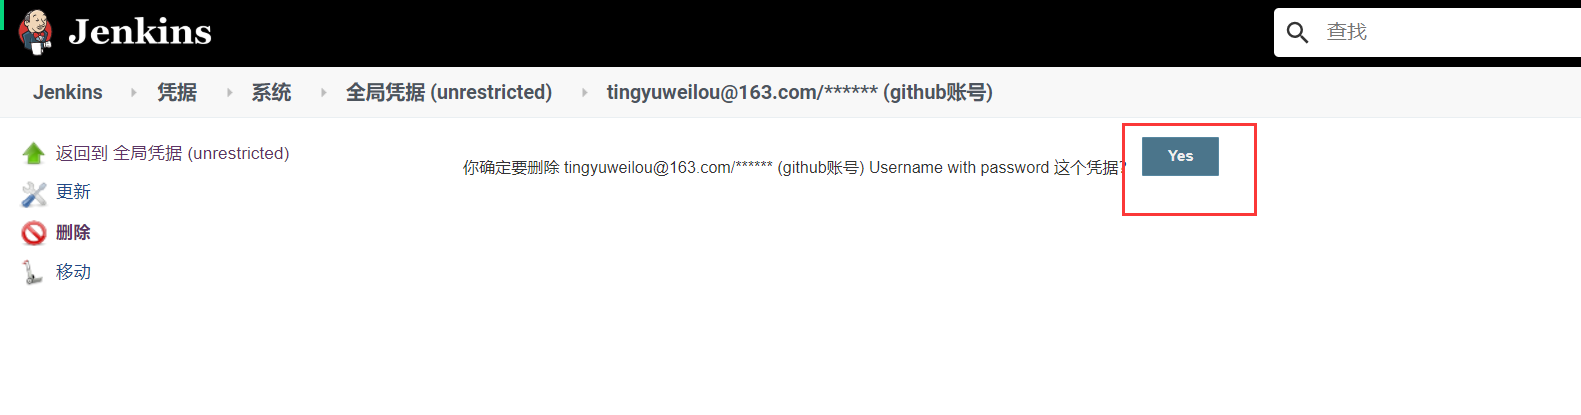 Jenkins
查找
Jenkins 凭据 系统 全局凭据 (unrestricted) tingyuweilou@163.com/****** (github账号)
返回到 全局凭据 (unrestricted)
你确定要删除 tingyuweilou@163.com/****** (github账号) Username with password 这个凭据?
Yes
更新
删除
移动